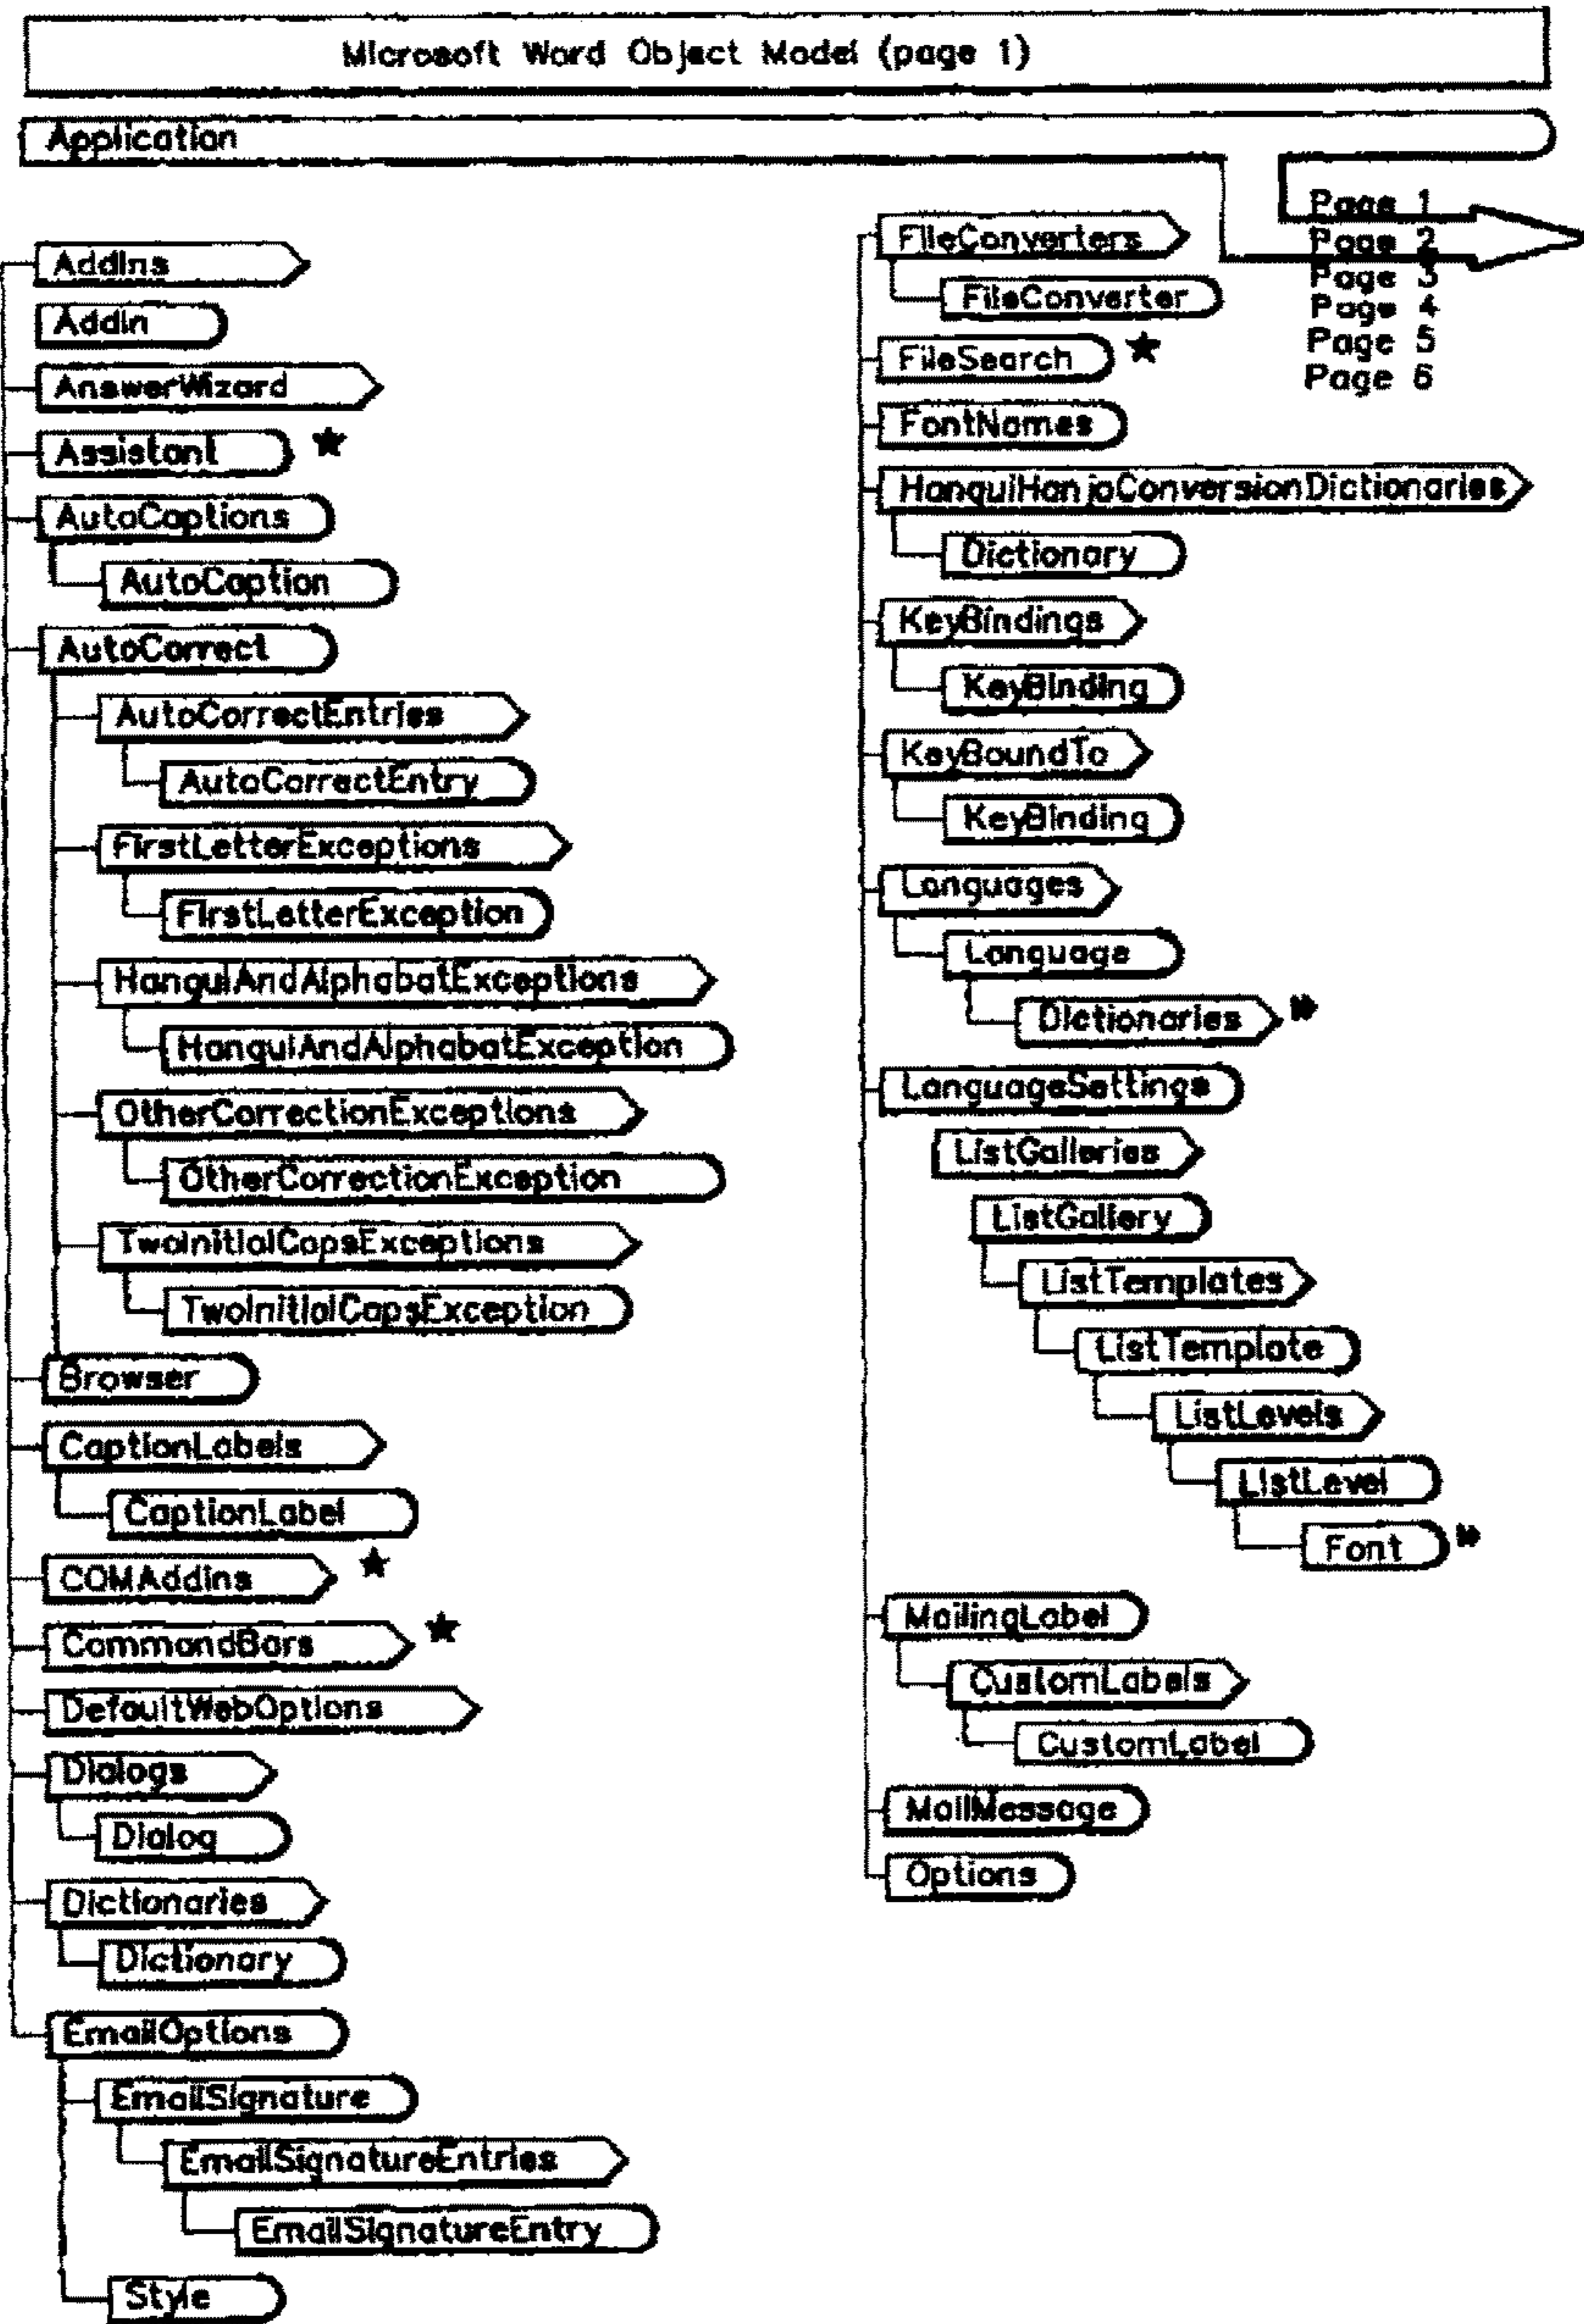 Microsoft Word Object Model (page 1)
Application
AddIns
AddIn
AnswerWizard
Assistant
AutoCaptions
AutoCaption
AutoCorrect
AutoCorrectEntries
AutoCorrectEntry
FirstLetterExceptions
FirstLetterException
HangulAndAlphabatExceptions
HangulAndAlphabatException
OtherCorrectionExceptions
OtherCorrectionException
TwoInitialCapsExceptions
TwoInitialCapsException
Browser
CaptionLabels
CaptionLabel
COMAddins
CommandBars
DefaultWebOptions
Dialogs
Dialog
Dictionaries
Dictionary
EmailOptions
EmailSignature
EmailSignatureEntries
EmailSignatureEntry
Style
FileConverters
FileConverter
FileSearch
FontNames
HangulHanjaConversionDictionaries
Dictionary
KeyBindings
KeyBinding
KeyBoundTo
KeyBinding
Languages
Language
Dictionaries
LanguageSettings
ListGalleries
ListGallery
ListTemplates
ListTemplate
ListLevels
ListLevel
Font
MailingLabel
CustomLabels
CustomLabel
MailMessage
Options
Page 1
Page 2
Page 3
Page 4
Page 5
Page 6